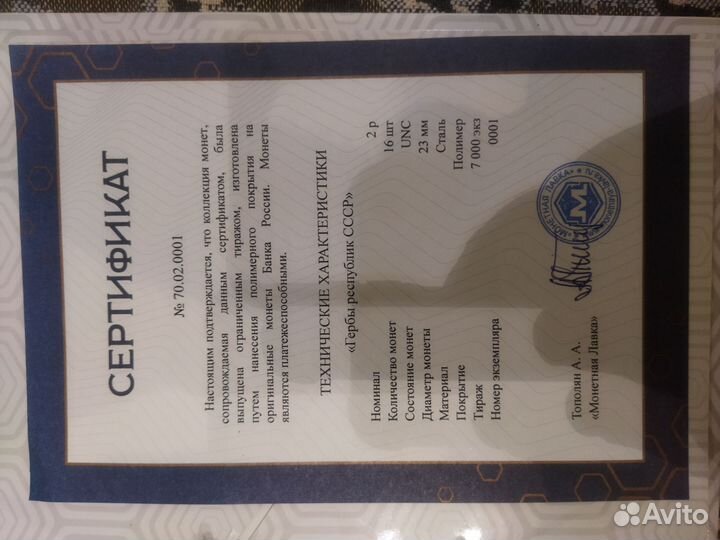 СЕРТИФИКАТ
№ 70.02.0001
Настоящим подтверждается, что коллекция монет,
сопровождаемая данным сертификатом, была
выпущена ограниченным тиражом, изготовлена
путем нанесения полимерного покрытия на
оригинальные монеты Банка России. Монеты
являются платежеспособными.
ТЕХНИЧЕСКИЕ ХАРАКТЕРИСТИКИ
«Гербы республик СССР»
Номинал 2 р
Количество монет 16 шт
Состояние монет UNC
Диаметр монеты 23 мм
Материал Сталь
Покрытие Полимер
Тираж 7 000 экз
Номер экземпляра 0001
Тополян А. А.
«Монетная Лавка»
«МОНЕТНАЯ ЛАВКА»
М
Avito